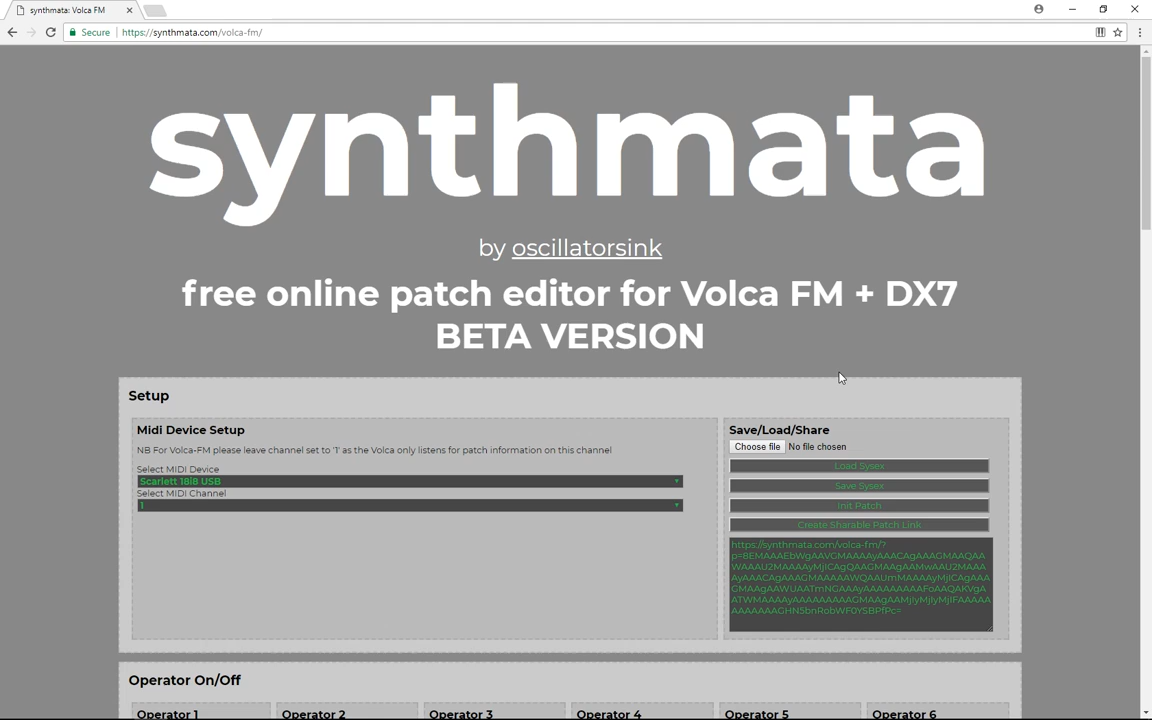 synthmata: Volca FM
Secure https://synthmata.com/volca-fm/
synthmata
by oscillatorsink
free online patch editor for Volca FM + DX7
BETA VERSION
Setup
Midi Device Setup
NB For Volca-FM please leave channel set to '1' as the Volca only listens for patch information on this channel
Select MIDI Device
Scarlett 18i8 USB
Select MIDI Channel
1
Save/Load/Share
Choose file No file chosen
Load Sysex
Save Sysex
Init Patch
Create Sharable Patch Link
https://synthmata.com/volca-fm/?
Operator On/Off
Operator 1
Operator 2
Operator 3
Operator 4
Operator 5
Operator 6